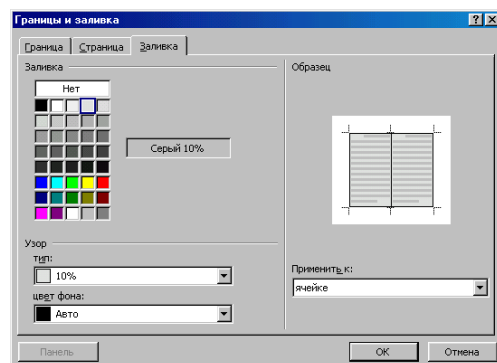 Границы и заливка
Граница Страница Заливка
Заливка
Нет
Серый 10%
Образец
Узор
тип:
10%
цвет фона:
Авто
Применить к:
ячейке
Панель
ОК
Отмена